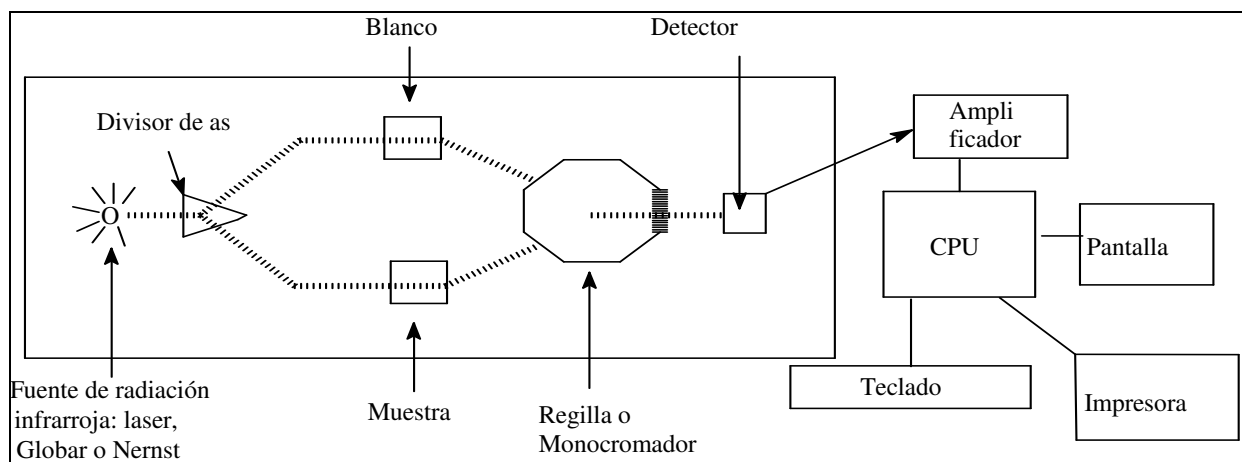 Blanco
Detector
Divisor de as
Ampli
ficador
O
CPU
Pantalla
Fuente de radiación
infrarroja: laser,
Globar o Nernst
Muestra
Regilla o
Monocromador
Teclado
Impresora